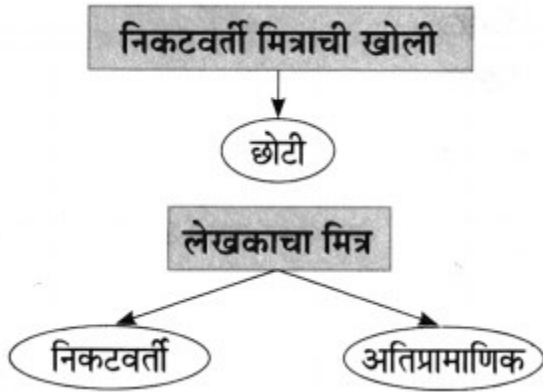 निकटवर्ती मित्राची खोली
छोटी
लेखकाचा मित्र
निकटवर्ती
अतिप्रामाणिक